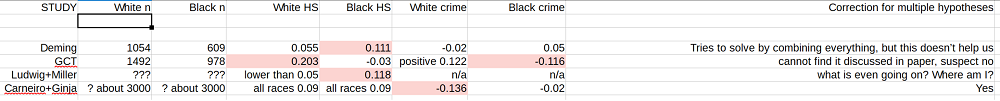 STUDY White n Black n White HS Black HS White crime Black crime Correction for multiple hypotheses
Deming 1054 609 0.055 0.111 -0.02 0.05 Tries to solve by combining everything, but this doesn't help us
GCT 1492 978 0.203 -0.03 positive 0.122 -0.116 cannot find it discussed in paper, suspect no
Ludwig+Miller ??? ??? lower than 0.05 0.118 n/a n/a what is even going on? Where am I?
Carneiro+Ginja ? about 3000 ? about 3000 all races 0.09 all races 0.09 -0.136 -0.02 Yes